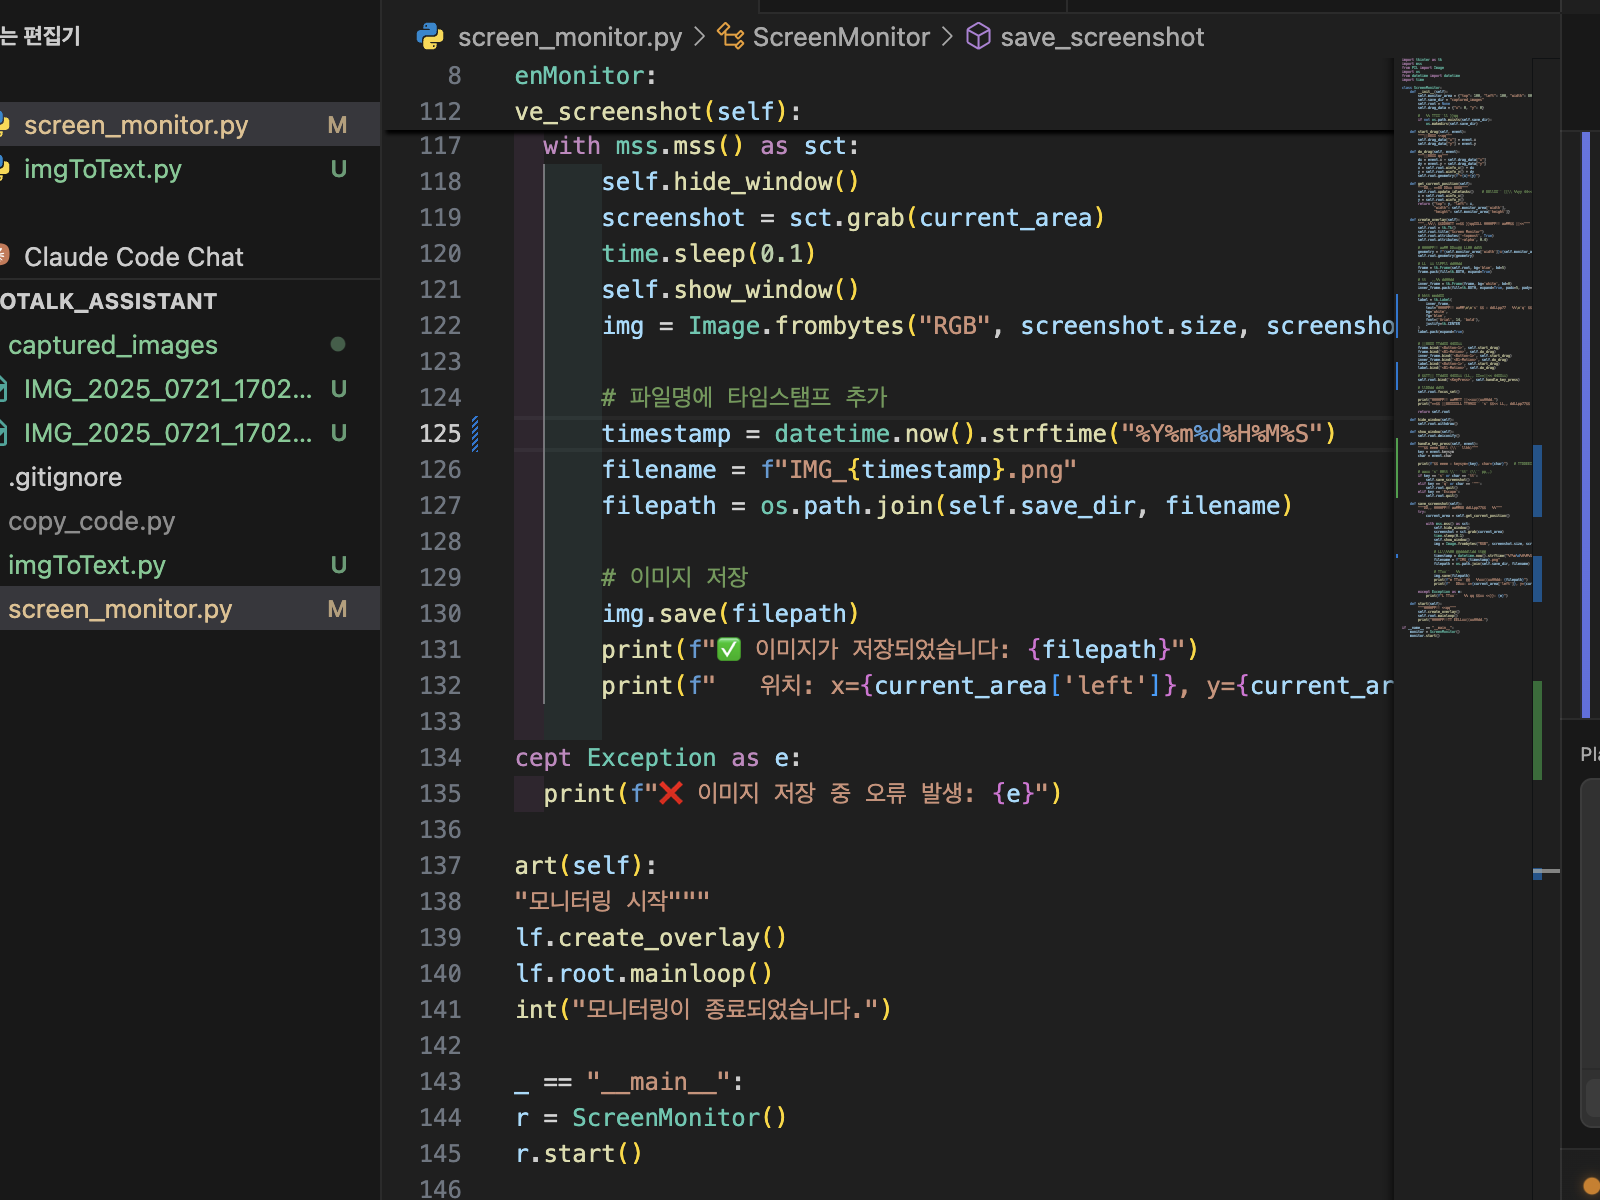 는 편집기
screen_monitor.py M
imgToText.py U
Claude Code Chat
OTALK_ASSISTANT
captured_images
IMG_2025_0721_1702... U
IMG_2025_0721_1702... U
.gitignore
copy_code.py
imgToText.py U
screen_monitor.py M
screen_monitor.py > ScreenMonitor > save_screenshot
8 enMonitor:
112 ve_screenshot(self):
117 with mss.mss() as sct:
118 self.hide_window()
119 screenshot = sct.grab(current_area)
120 time.sleep(0.1)
121 self.show_window()
122 img = Image.frombytes("RGB", screenshot.size, screensho
123
124 # 파일명에 타임스탬프 추가
125 timestamp = datetime.now().strftime("%Y%m%d%H%M%S")
126 filename = f"IMG_{timestamp}.png"
127 filepath = os.path.join(self.save_dir, filename)
128
129 # 이미지 저장
130 img.save(filepath)
131 print(f"✅ 이미지가 저장되었습니다: {filepath}")
132 print(f"   위치: x={current_area['left']}, y={current_ar
133
134 cept Exception as e:
135 print(f"❌ 이미지 저장 중 오류 발생: {e}")
136
137 art(self):
138 "모니터링 시작"""
139 lf.create_overlay()
140 lf.root.mainloop()
141 int("모니터링이 종료되었습니다.")
142
143 _ == "__main__":
144 r = ScreenMonitor()
145 r.start()
146
Pla